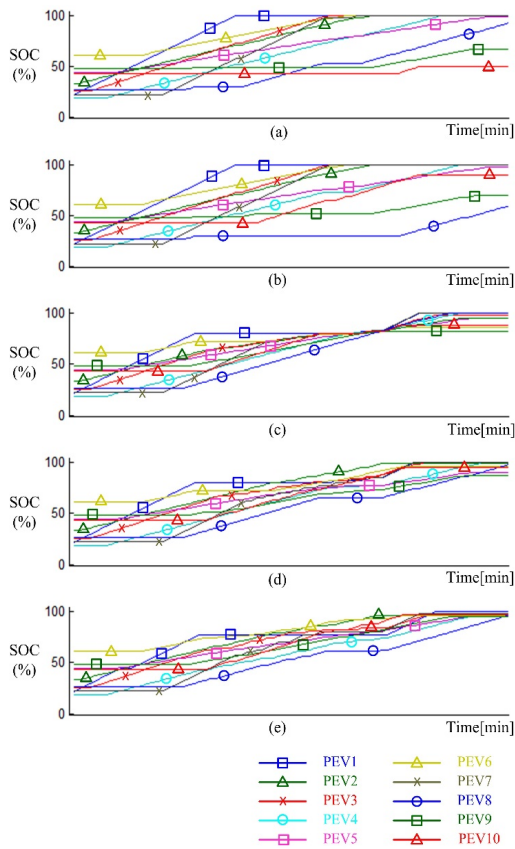 100
SOC
(%)
50
0
(a)
Time[min]
100
SOC
(%)
50
0
(b)
Time[min]
100
SOC
(%)
50
0
(c)
Time[min]
100
SOC
(%)
50
0
(d)
Time[min]
100
SOC
(%)
50
0
(e)
Time[min]
PEV1 PEV6
PEV2 PEV7
PEV3 PEV8
PEV4 PEV9
PEV5 PEV10